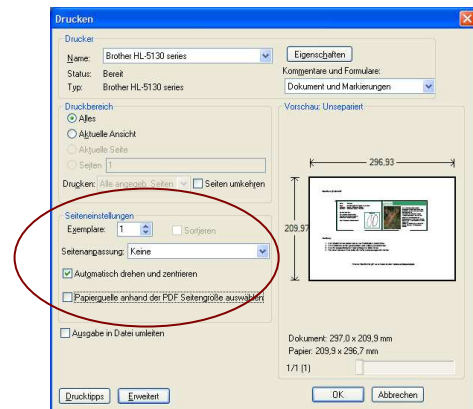 Drucken
Drucker
Name: Brother HL-5130 series
Eigenschaften
Status: Bereit
Kommentare und Formulare:
Typ: Brother HL-5130 series
Dokument und Markierungen
Druckbereich
Alles
Aktuelle Ansicht
Aktuelle Seite
Seiten 1
Drucken: Alle angegeb. Seiten
Seiten umkehren
Seiteneinstellungen
Exemplare: 1
Sortieren
Seitenanpassung: Keine
Automatisch drehen und zentrieren
Papierquelle anhand der PDF Seitengröße auswählen
Ausgabe in Datei umleiten
Vorschau: Unsepariert
296,93
209,97
Dokument: 297,0 x 209,9 mm
Papier: 209,9 x 296,7 mm
1/1 (1)
Drucktipps
Erweitert
OK
Abbrechen